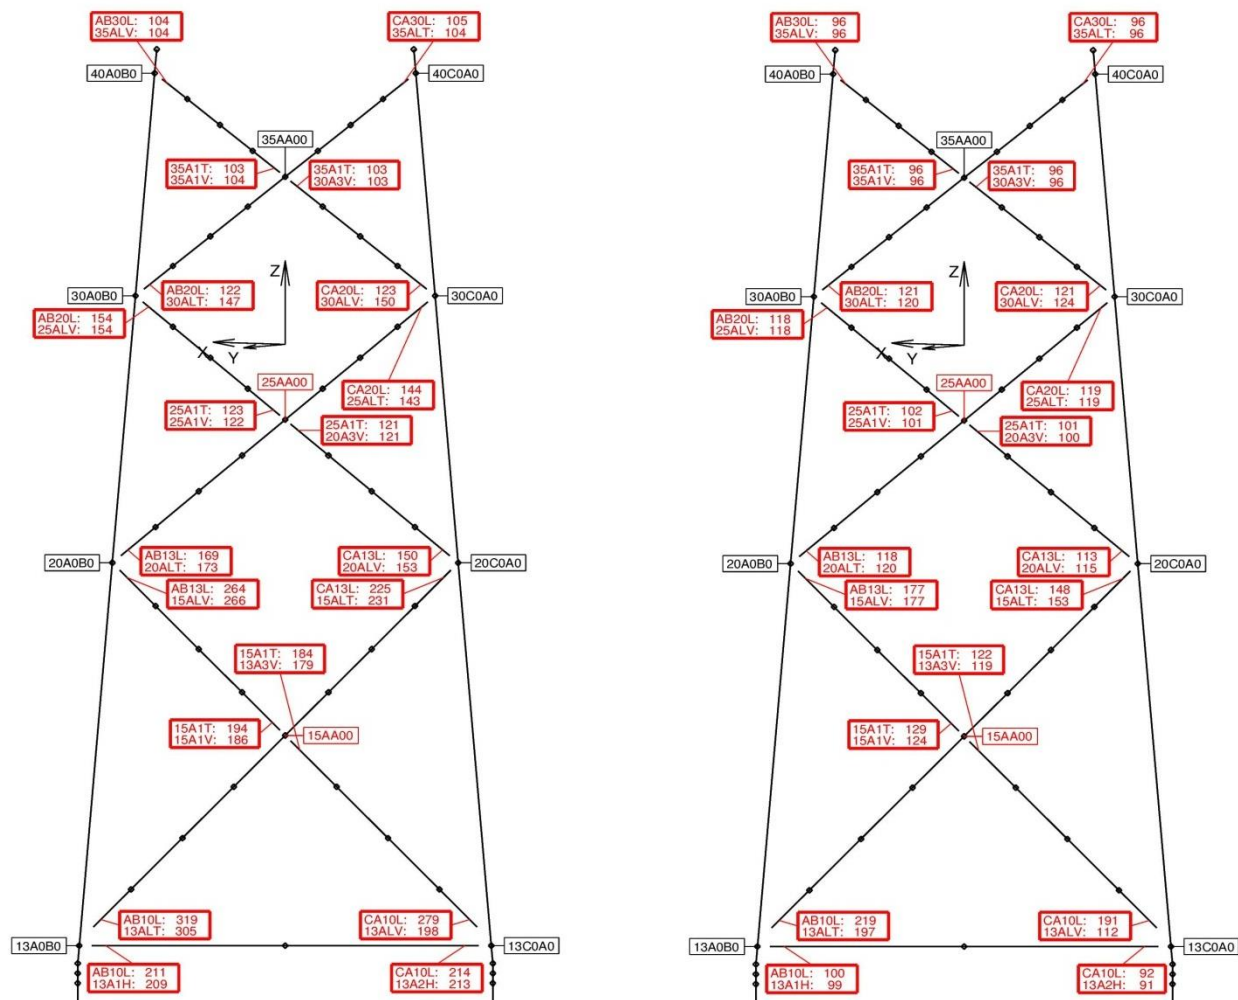 AB30L: 104
35ALV: 104
CA30L: 105
35ALT: 104
40A0B0
40C0A0
35AA00
35A1T: 103
35A1V: 104
35A1T: 103
30A3V: 103
Z
30A0B0
AB20L: 122
30ALT: 147
CA20L: 123
30ALV: 150
30C0A0
AB20L: 154
25ALV: 154
X
Y
25AA00
CA20L: 144
25ALT: 143
25A1T: 123
25A1V: 122
25A1T: 121
20A3V: 121
20A0B0
AB13L: 169
20ALT: 173
CA13L: 150
20ALV: 153
20C0A0
AB13L: 264
15ALV: 266
CA13L: 225
15ALT: 231
15A1T: 184
13A3V: 179
15A1T: 194
15A1V: 186
15AA00
AB10L: 319
13ALT: 305
CA10L: 279
13ALV: 198
13A0B0
13C0A0
AB10L: 211
13A1H: 209
CA10L: 214
13A2H: 213
AB30L: 96
35ALV: 96
CA30L: 96
35ALT: 96
40A0B0
40C0A0
35AA00
35A1T: 96
35A1V: 96
35A1T: 96
30A3V: 96
Z
30A0B0
AB20L: 121
30ALT: 120
CA20L: 121
30ALV: 124
30C0A0
AB20L: 118
25ALV: 118
X
Y
25AA00
CA20L: 119
25ALT: 119
25A1T: 102
25A1V: 101
25A1T: 101
20A3V: 100
20A0B0
AB13L: 118
20ALT: 120
CA13L: 113
20ALV: 115
20C0A0
AB13L: 177
15ALV: 177
CA13L: 148
15ALT: 153
15A1T: 122
13A3V: 119
15A1T: 129
15A1V: 124
15AA00
AB10L: 219
13ALT: 197
CA10L: 191
13ALV: 112
13A0B0
13C0A0
AB10L: 100
13A1H: 99
CA10L: 92
13A2H: 91